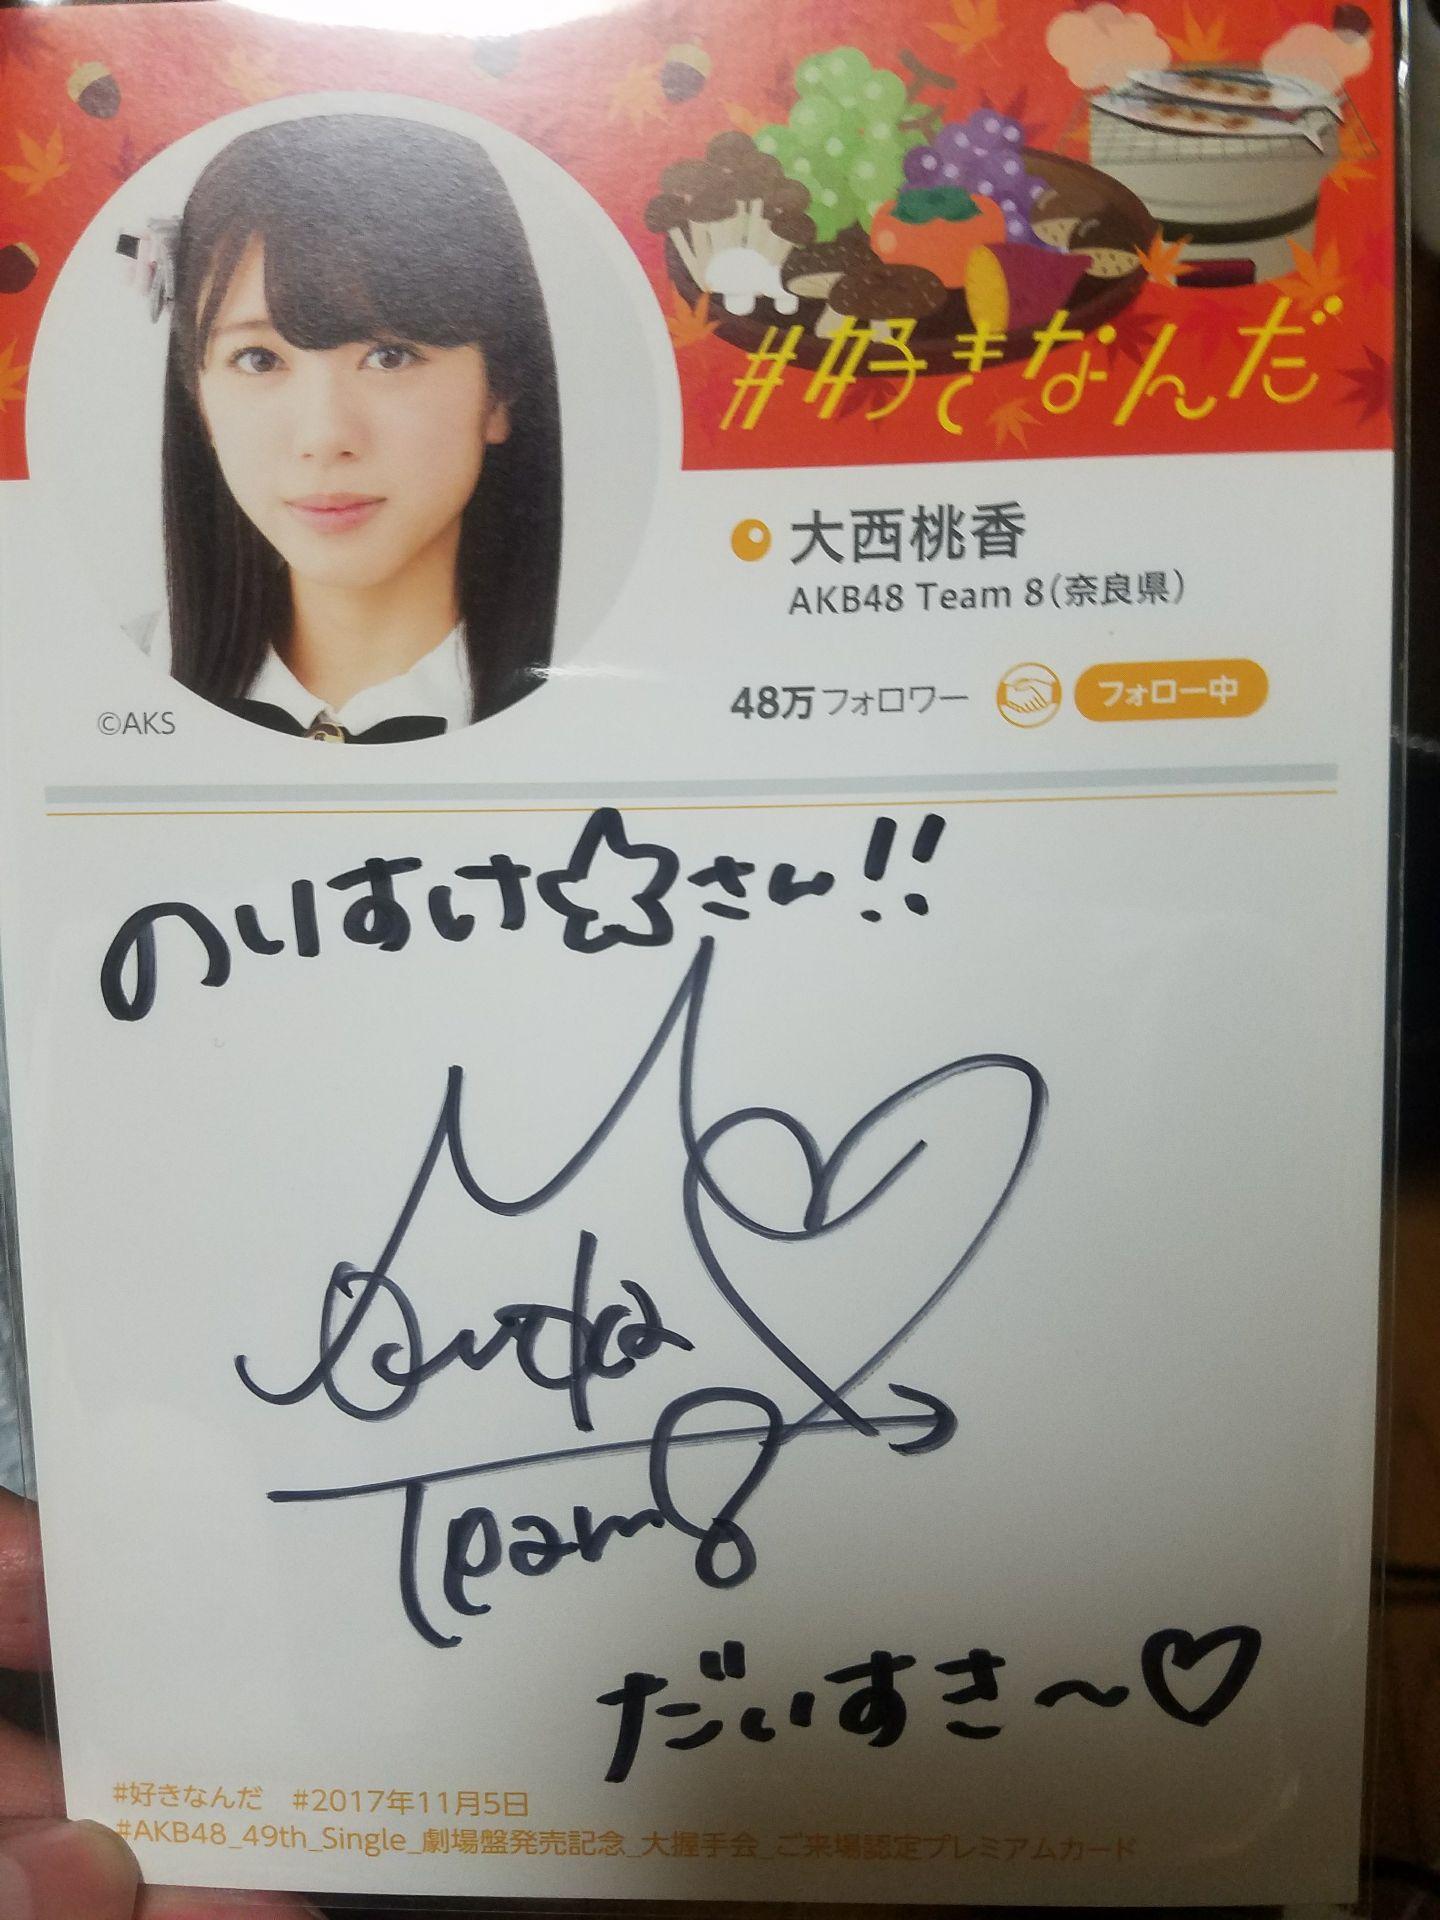 #好きなんだ
大西桃香
AKB48 Team 8(奈良県)
48万フォロワー フォロー中
©AKS
のりすけ☆さん!!
Momoka
Team8
だいすき〜♡
#好きなんだ #2017年11月5日
#AKB48_49th_Single_劇場盤発売記念_大握手会_ご来場認定プレミアムカード